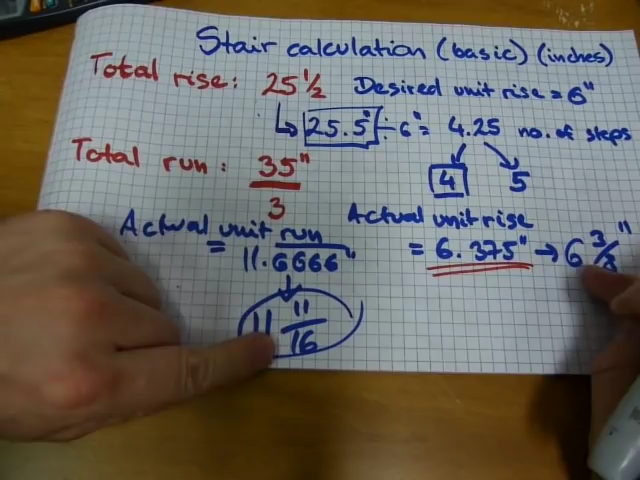 Stair calculation (basic) (inches)
Total rise: 25 1/2 Desired unit rise = 6"
↳ 25.5" ÷ 6" = 4.25 no. of steps
4 5
Total run: 35"
3
Actual unit run
= 11.6666"
11 11/16
Actual unit rise
= 6.375" → 6 3/8"